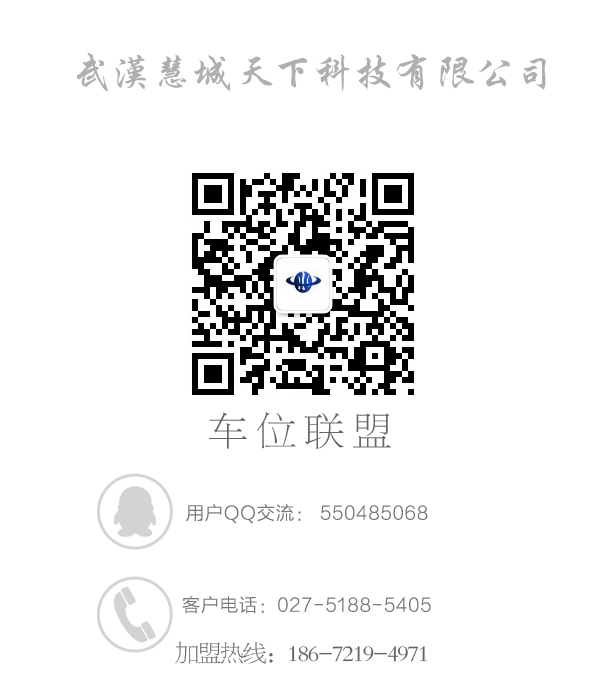 武漢慧城天下科技有限公司
车位联盟
用户QQ交流： 550485068
客户电话：027-5188-5405
加盟热线：186-7219-4971